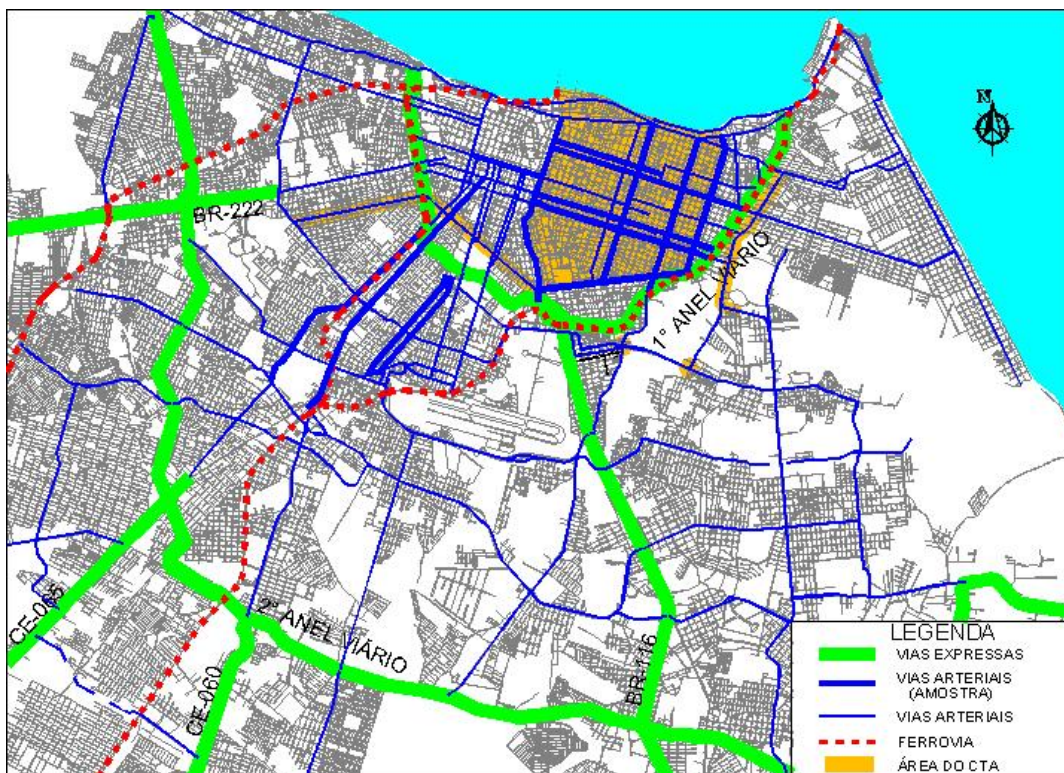 N
BR-222
1° ANEL VIÁRIO
CE-065
2° ANEL VIÁRIO
CE-060
BR-116
LEGENDA
VIAS EXPRESSAS
VIAS ARTERIAIS
(AMOSTRA)
VIAS ARTERIAIS
FERROVIA
ÁREA DO CTA